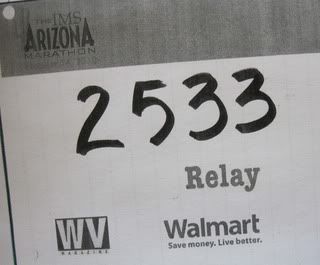 THE IMS
ARIZONA
MARATHON
2533
Relay
WV
MAGAZINE
Walmart
Save money. Live better.